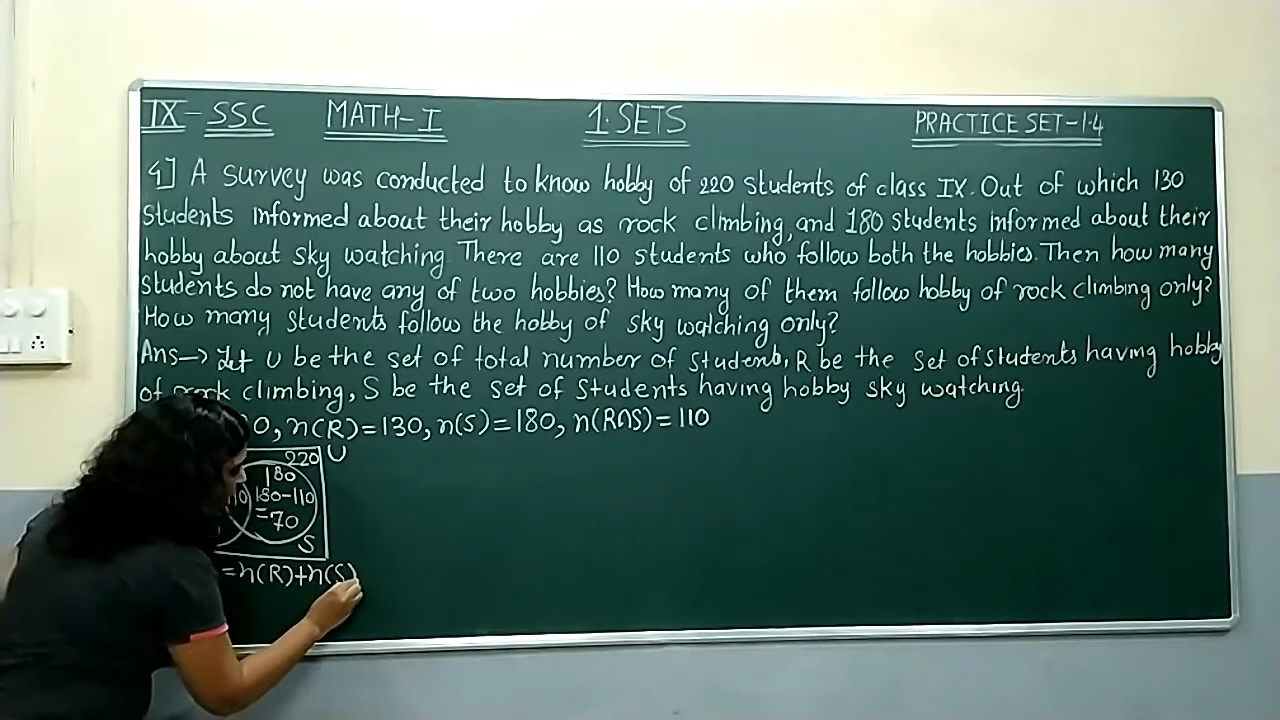 IX-SSC MATH-I 1.SETS PRACTICE SET-1.4
4] A survey was conducted to know hobby of 220 students of class IX. Out of which 130
students informed about their hobby as rock climbing, and 180 students informed about their
hobby about sky watching. There are 110 students who follow both the hobbies. Then how many
students do not have any of two hobbies? How many of them follow hobby of rock climbing only?
How many students follow the hobby of sky watching only?
Ans→ Let U be the set of total number of students, R be the set of students having hobby
of rock climbing, S be the set of students having hobby sky watching.
0, n(R)=130, n(S)=180, n(R∩S)=110
220 U
180
10 180-110
=70
S
=n(R)+n(S)